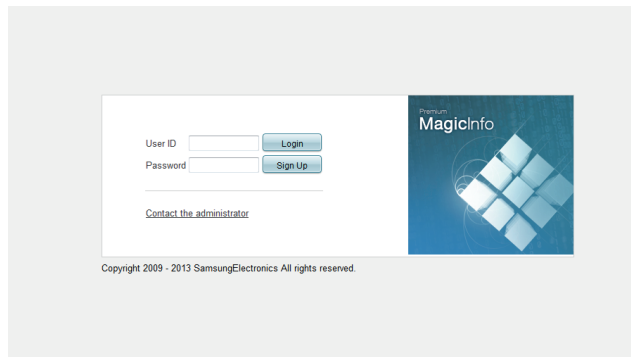 Premium
MagicInfo
User ID
Login
Password
Sign Up
Contact the administrator
Copyright 2009 - 2013 SamsungElectronics All rights reserved.